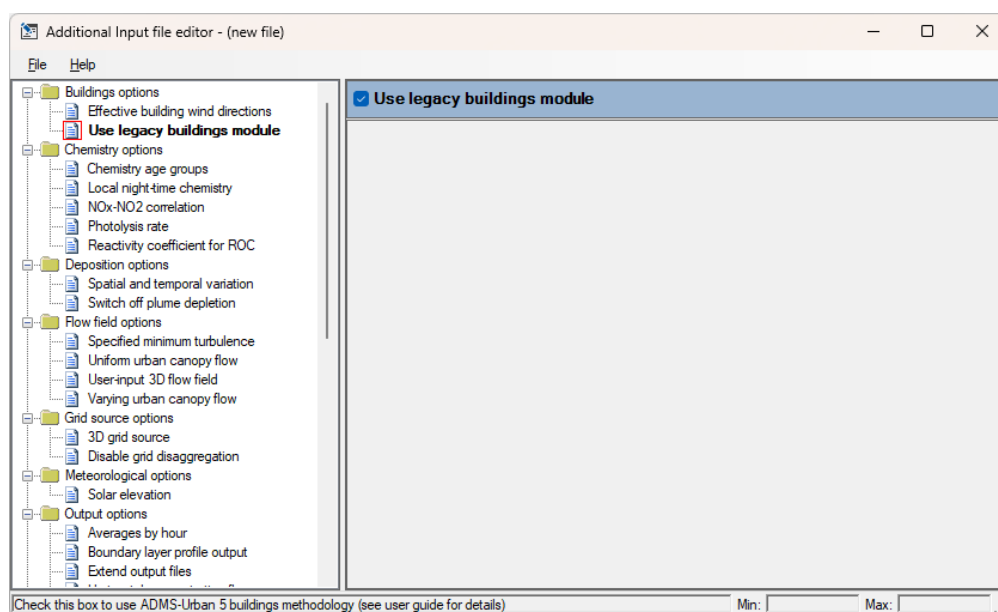 Additional Input file editor - (new file)
File Help
Buildings options
Effective building wind directions
Use legacy buildings module
Chemistry options
Chemistry age groups
Local night-time chemistry
NOx-NO2 correlation
Photolysis rate
Reactivity coefficient for ROC
Deposition options
Spatial and temporal variation
Switch off plume depletion
Flow field options
Specified minimum turbulence
Uniform urban canopy flow
User-input 3D flow field
Varying urban canopy flow
Grid source options
3D grid source
Disable grid disaggregation
Meteorological options
Solar elevation
Output options
Averages by hour
Boundary layer profile output
Extend output files
Use legacy buildings module
Check this box to use ADMS-Urban 5 buildings methodology (see user guide for details) Min: Max: